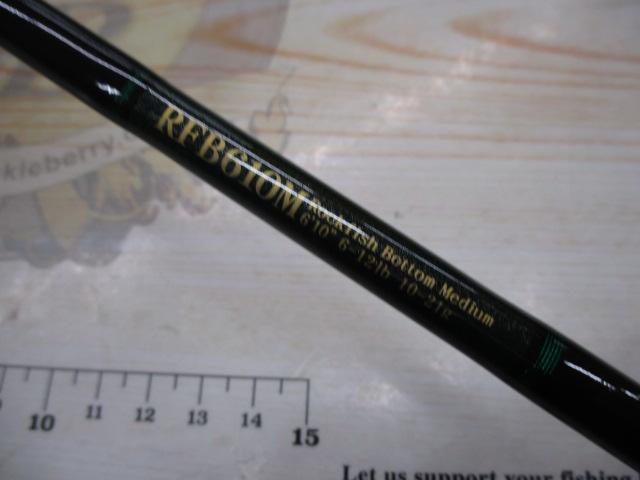 RFB610M
Rockfish Bottom Medium
6'10" 6-12lb 10-21g
kleberry.c
10 11 12 13 14 15
Let us support your fishing